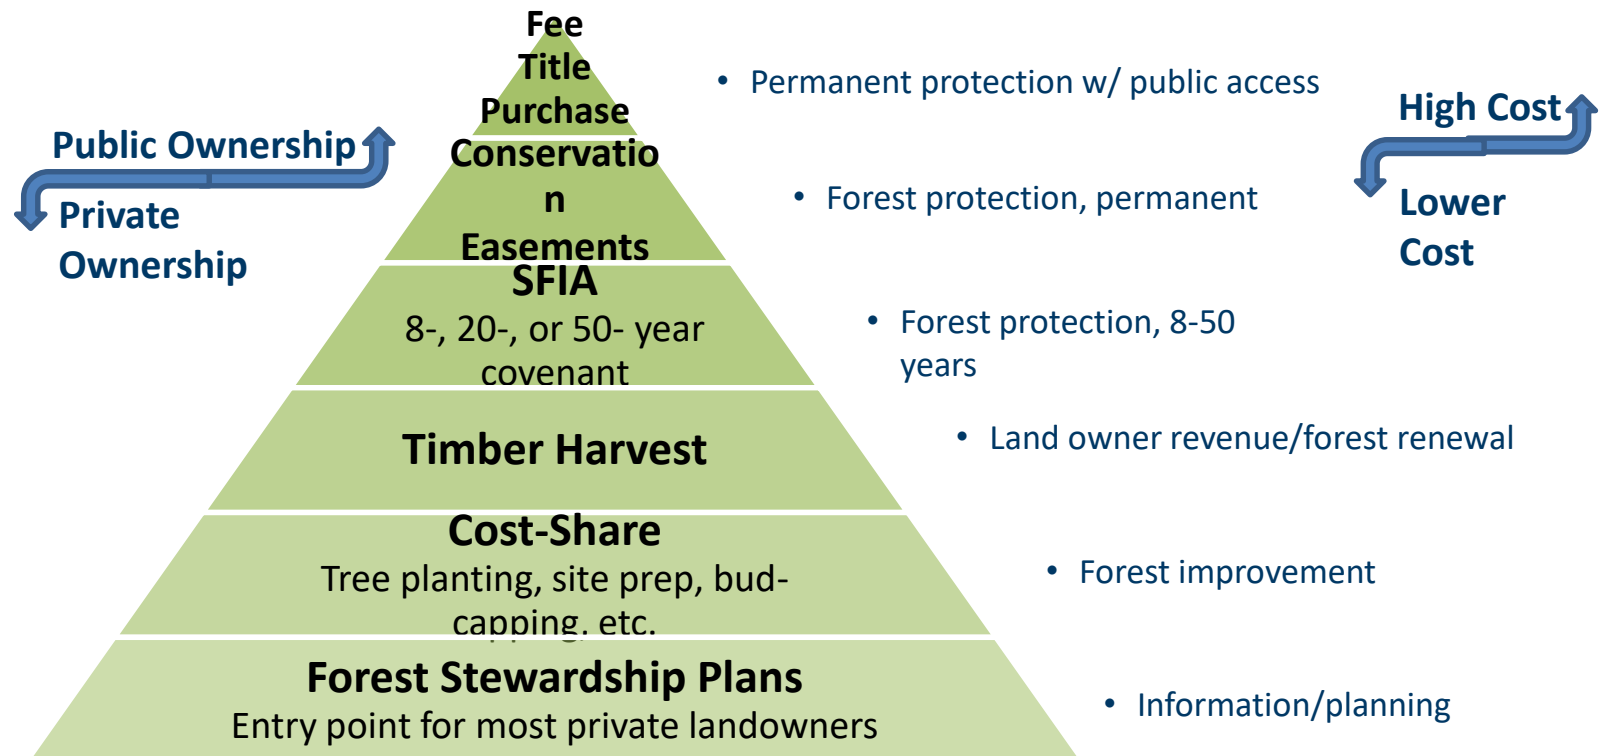 Fee
Title
Purchase
• Permanent protection w/ public access
High Cost
Lower
Cost
Public Ownership
Private
Ownership
Conservatio
n
Easements
• Forest protection, permanent
SFIA
8-, 20-, or 50- year
covenant
• Forest protection, 8-50
years
Timber Harvest
• Land owner revenue/forest renewal
Cost-Share
Tree planting, site prep, bud-
capping, etc.
• Forest improvement
Forest Stewardship Plans
Entry point for most private landowners
• Information/planning